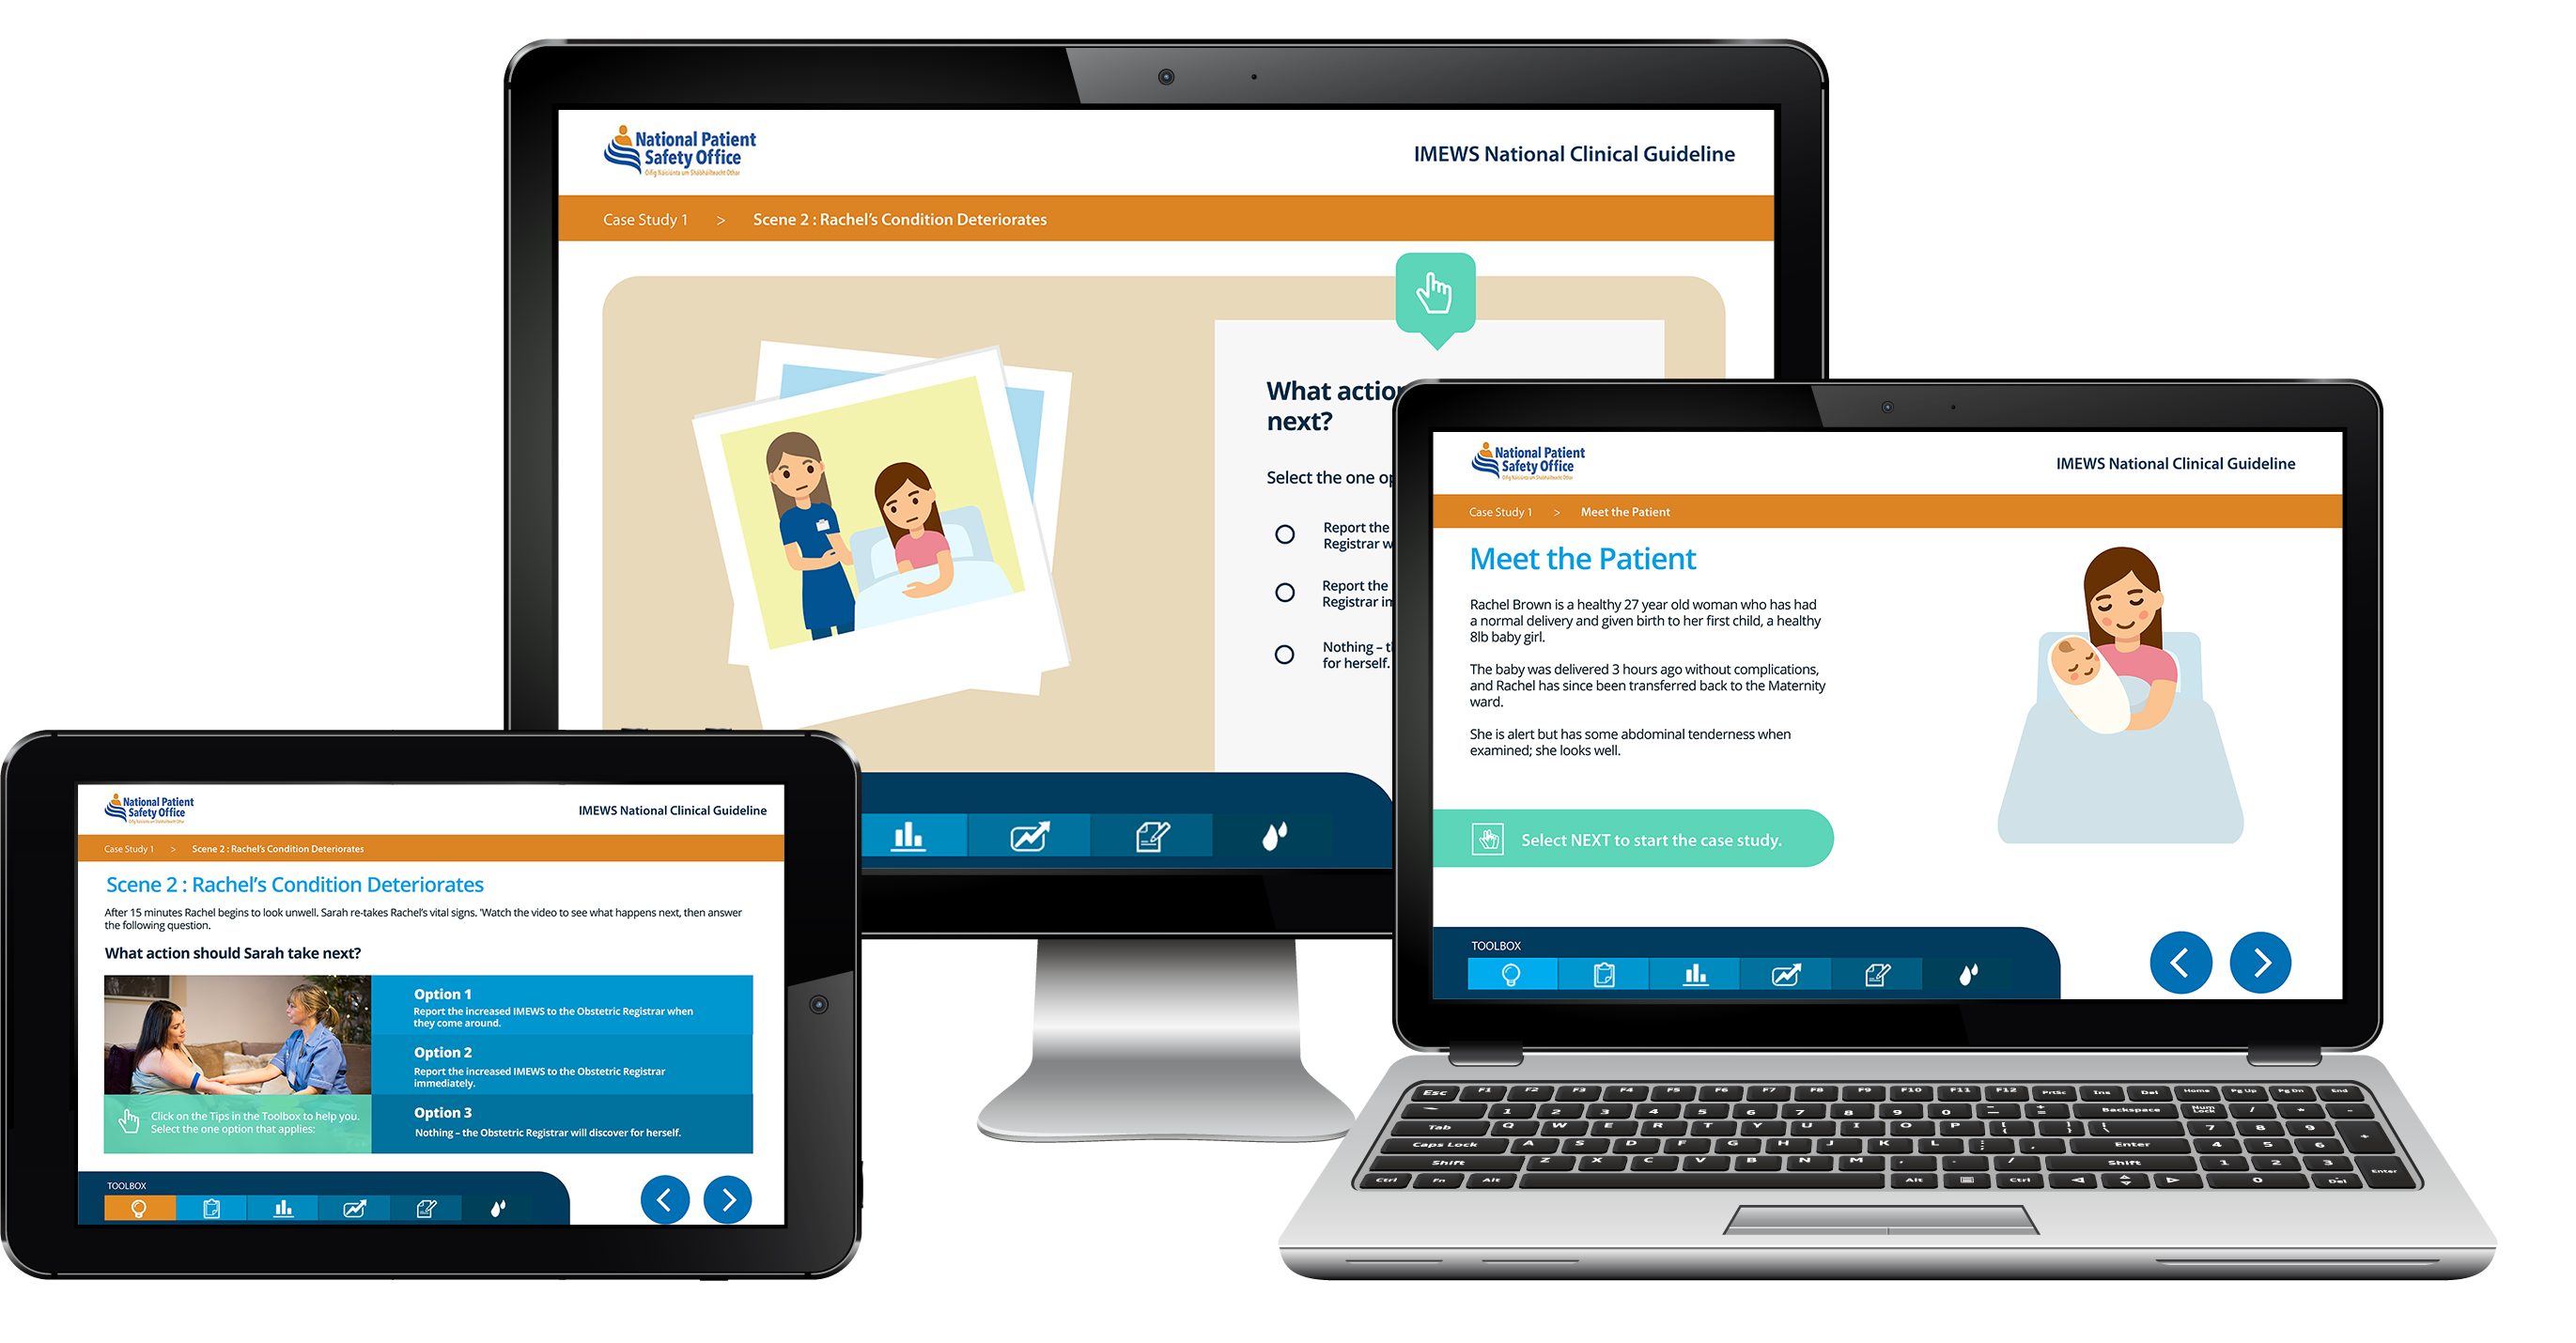 National Patient
Safety Office
Oifig Náisiúnta um Shábháilteacht Othar
IMEWS National Clinical Guideline
Case Study 1 > Scene 2 : Rachel's Condition Deteriorates
What action
next?
Select the one op
Report the
Registrar w
Report the
Registrar im
Nothing – th
for herself.
National Patient
Safety Office
Oifig Náisiúnta um Shábháilteacht Othar
IMEWS National Clinical Guideline
Case Study 1 > Meet the Patient
Meet the Patient
Rachel Brown is a healthy 27 year old woman who has had
a normal delivery and given birth to her first child, a healthy
8lb baby girl.
The baby was delivered 3 hours ago without complications,
and Rachel has since been transferred back to the Maternity
ward.
She is alert but has some abdominal tenderness when
examined; she looks well.
Select NEXT to start the case study.
TOOLBOX
National Patient
Safety Office
Oifig Náisiúnta um Shábháilteacht Othar
IMEWS National Clinical Guideline
Case Study 1 > Scene 2 : Rachel's Condition Deteriorates
Scene 2 : Rachel's Condition Deteriorates
After 15 minutes Rachel begins to look unwell. Sarah re-takes Rachel's vital signs. 'Watch the video to see what happens next, then answer
the following question.
What action should Sarah take next?
Option 1
Report the increased IMEWS to the Obstetric Registrar when
they come around.
Option 2
Report the increased IMEWS to the Obstetric Registrar
immediately.
Option 3
Nothing – the Obstetric Registrar will discover for herself.
Click on the Tips in the Toolbox to help you.
Select the one option that applies:
TOOLBOX
Esc F1 F2 F3 F4 F5 F6 F7 F8 F9 F10 F11 F12 PrtSc Ins Del Home Pg Up Pg Dn End
1 2 3 4 5 6 7 8 9 0 Backspace Num Lock / * -
Tab Q W E R T Y U I O P 7 8 9 +
Caps Lock A S D F G H J K L Enter 4 5 6
Shift Z X C V B N M Shift 1 2 3 Enter
Ctrl Fn Alt Alt Ctrl 0 Del